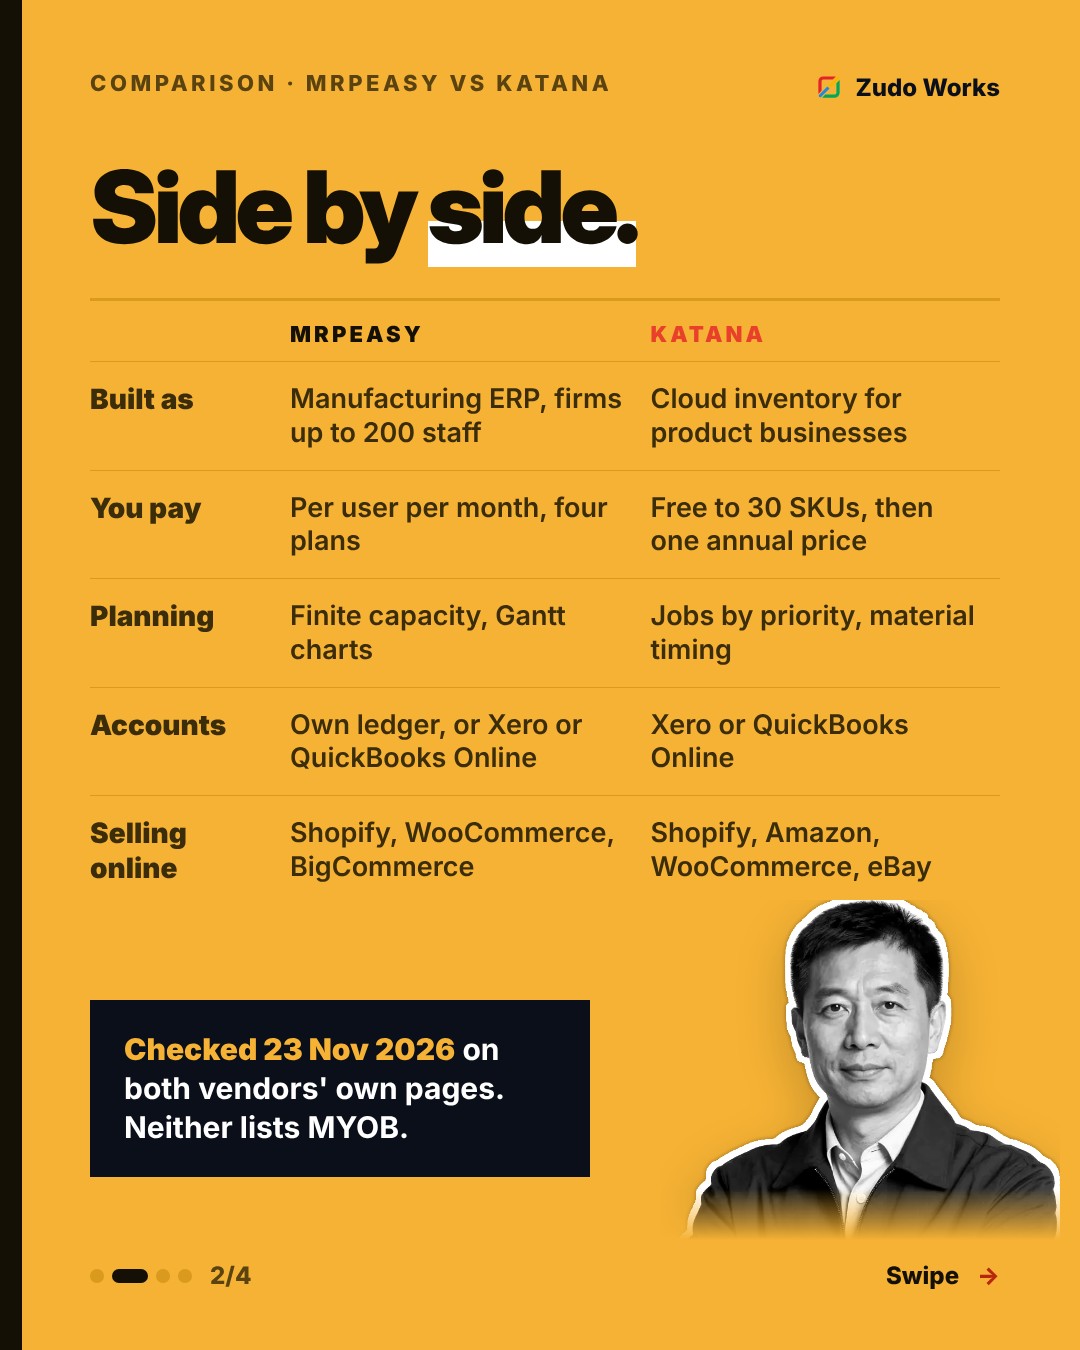 COMPARISON · MRPEASY VS KATANA
Zudo Works
Side by side.
MRPEASY
KATANA
Built as
Manufacturing ERP, firms
up to 200 staff
Cloud inventory for
product businesses
You pay
Per user per month, four
plans
Free to 30 SKUs, then
one annual price
Planning
Finite capacity, Gantt
charts
Jobs by priority, material
timing
Accounts
Own ledger, or Xero or
QuickBooks Online
Xero or QuickBooks
Online
Selling
online
Shopify, WooCommerce,
BigCommerce
Shopify, Amazon,
WooCommerce, eBay
Checked 23 Nov 2026 on
both vendors' own pages.
Neither lists MYOB.
2/4
Swipe →